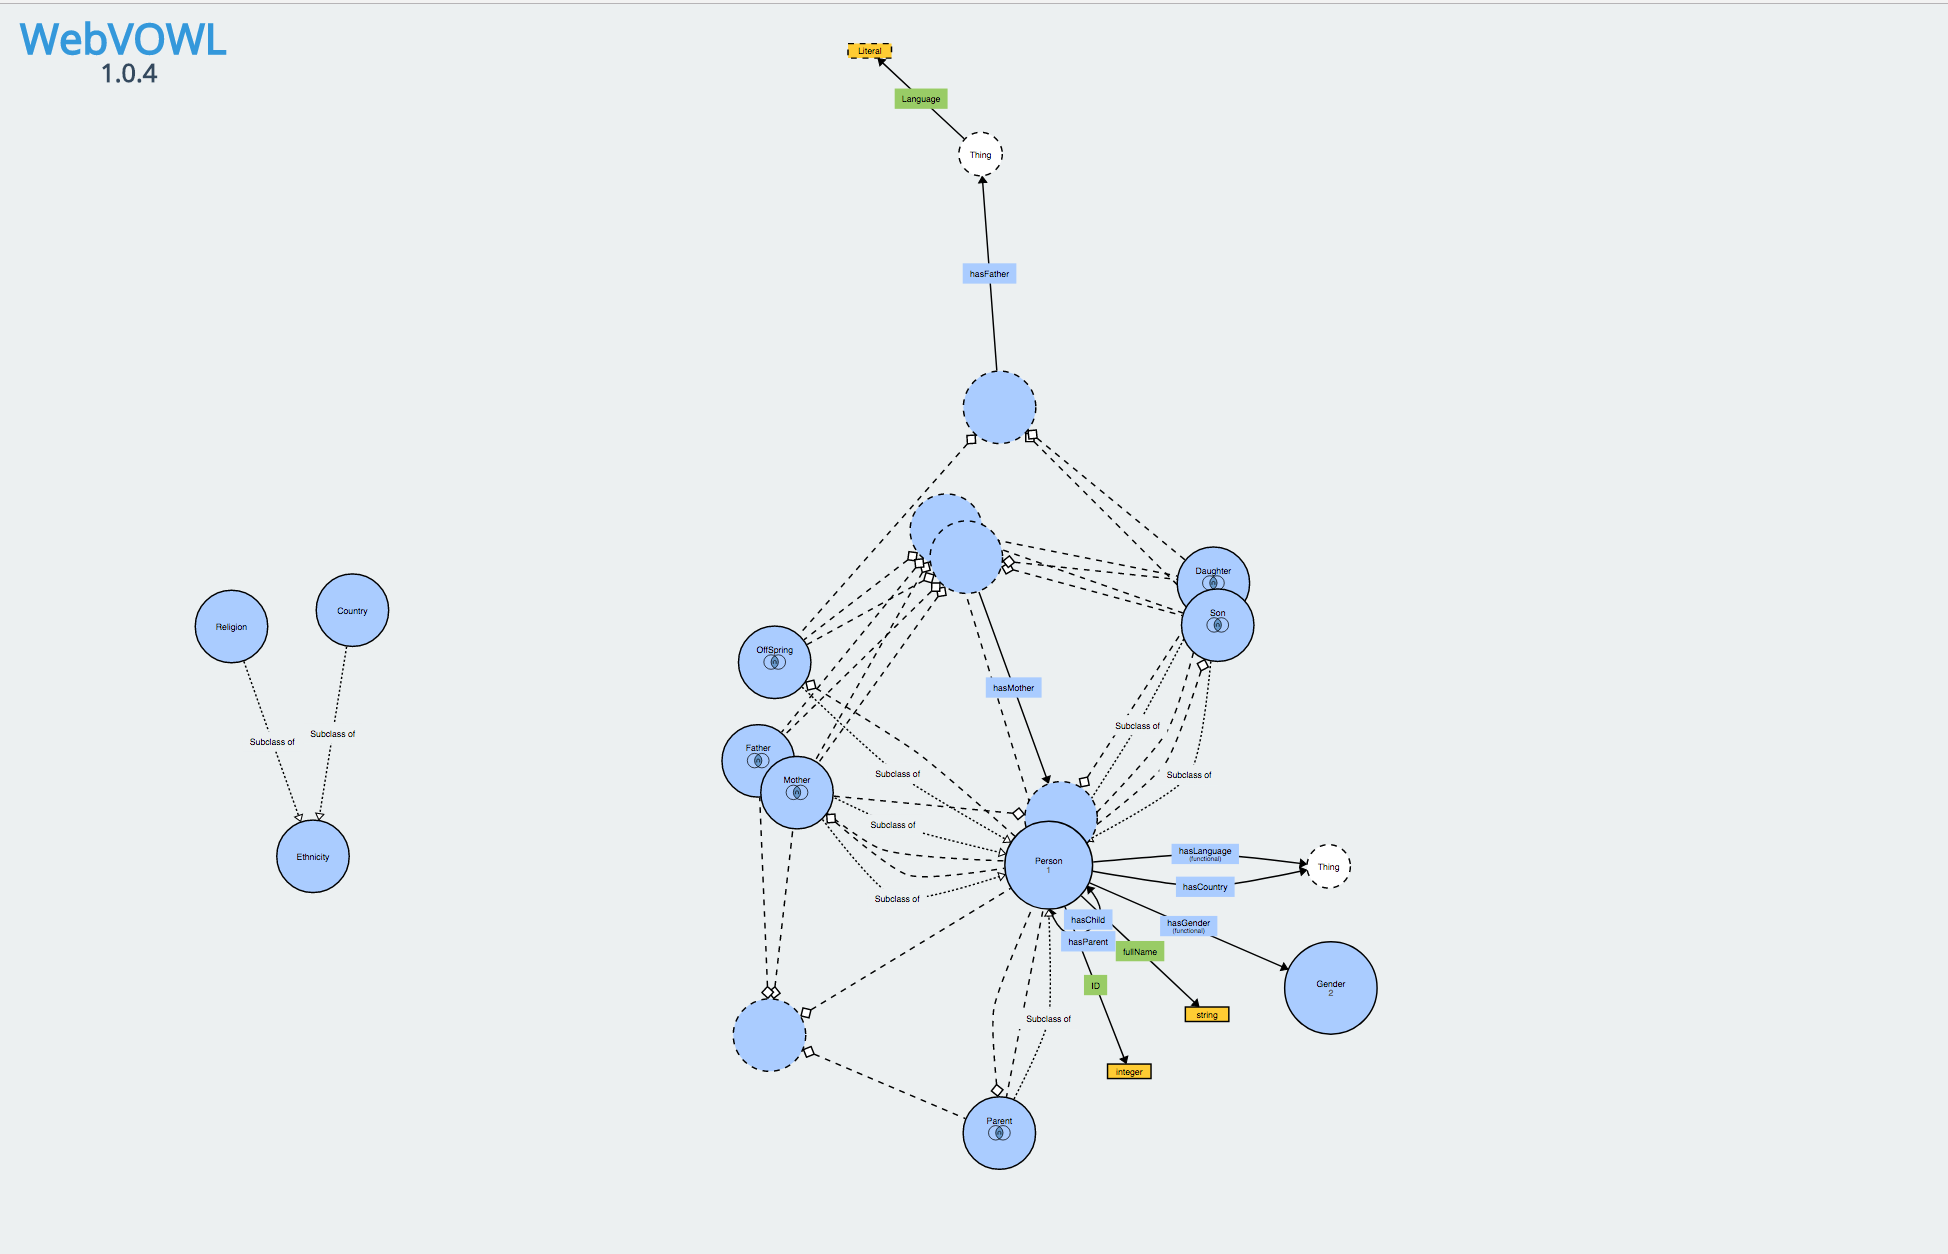 WebVOWL
1.0.4
Literal
Language
Thing
hasFather
Daughter
Son
Religion
Country
OffSpring
hasMother
Subclass of
Subclass of
Subclass of
Father
Mother
Subclass of
Subclass of
Subclass of
Ethnicity
Person
1
hasLanguage
(functional)
Thing
hasCountry
Subclass of
hasChild
hasGender
(functional)
hasParent
fullName
ID
Gender
2
string
Subclass of
integer
Parent